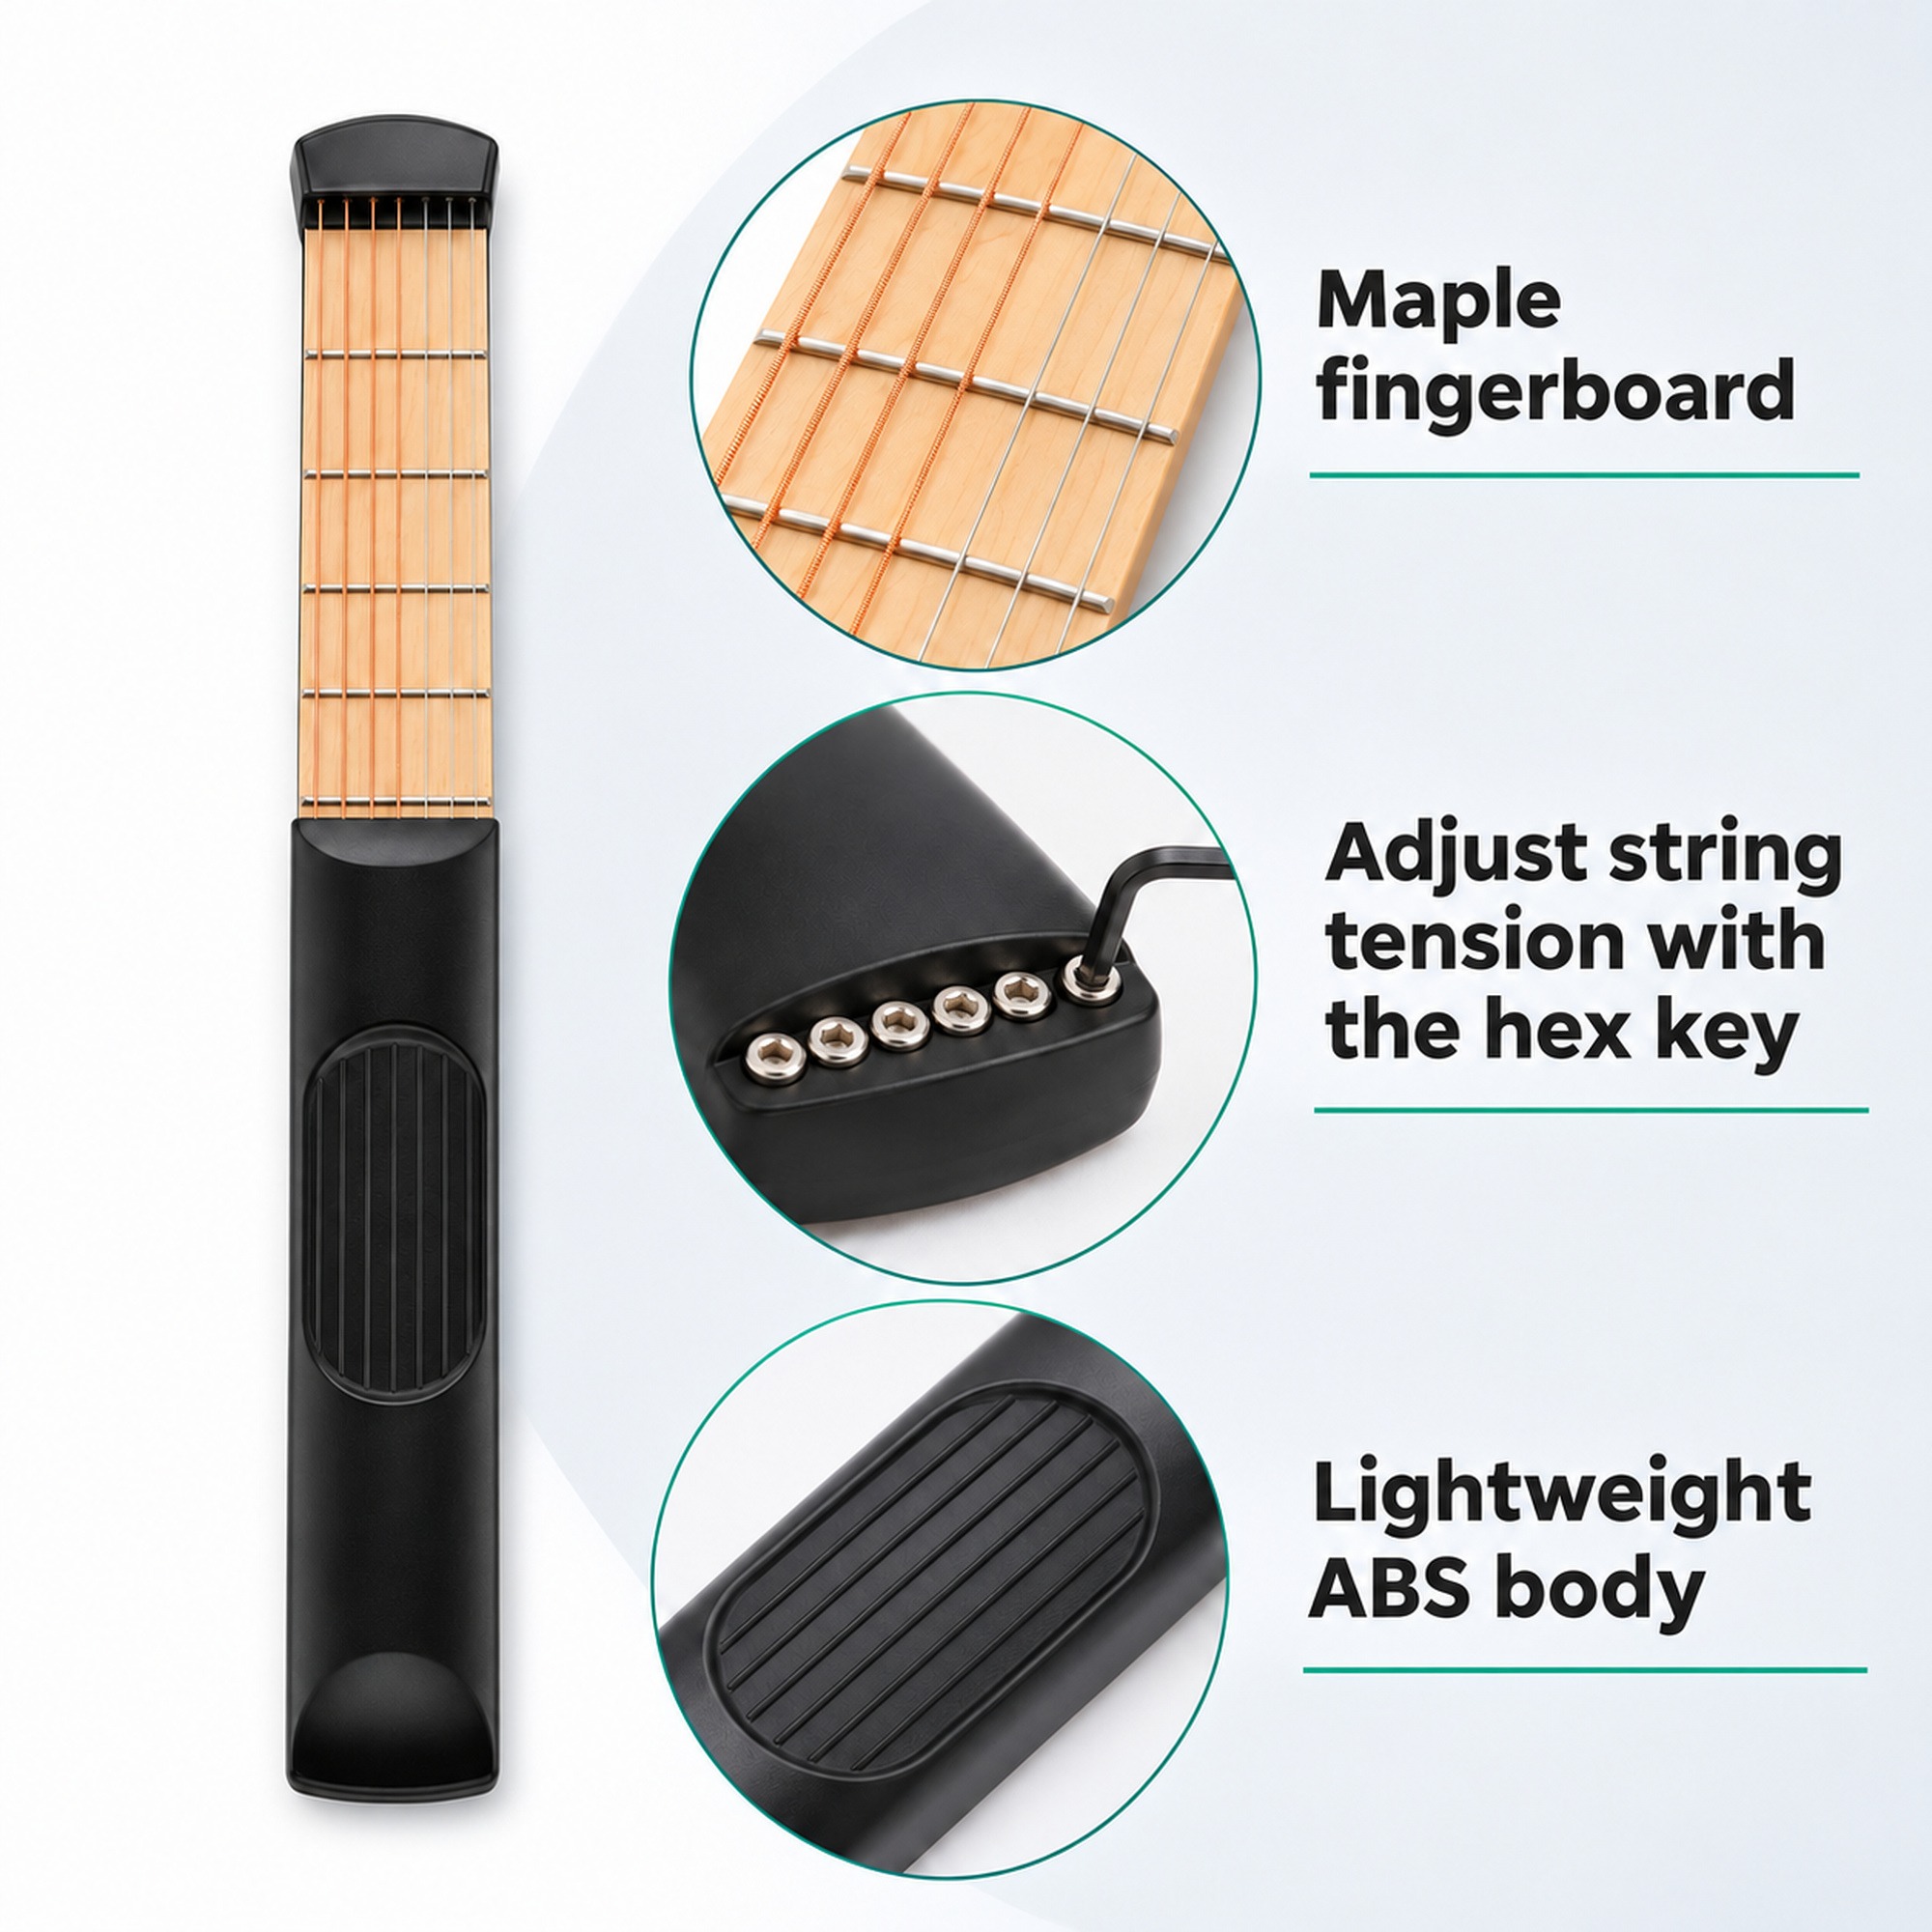 Maple
fingerboard
Adjust string
tension with
the hex key
Lightweight
ABS body